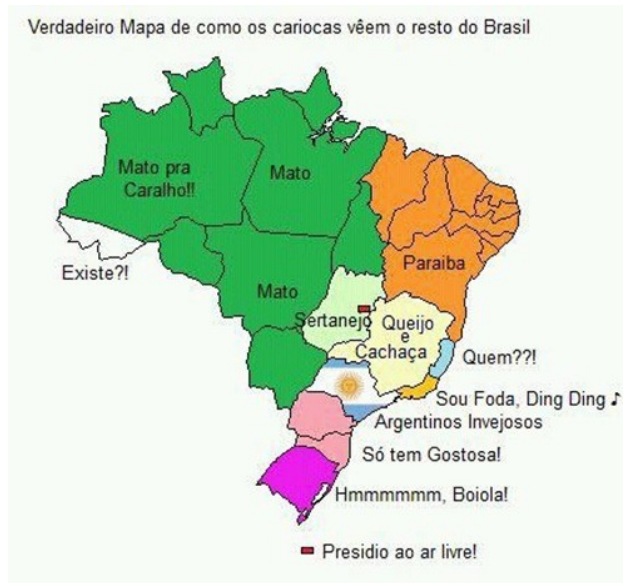 Verdadeiro Mapa de como os cariocas vêem o resto do Brasil
Mato pra
Caralho!!
Mato
Existe?!
Paraiba
Mato
Sertanejo
Queijo
e
Cachaça
Quem??!
Sou Foda, Ding Ding ♪
Argentinos Invejosos
Só tem Gostosa!
Hmmmmmm, Boiola!
Presidio ao ar livre!